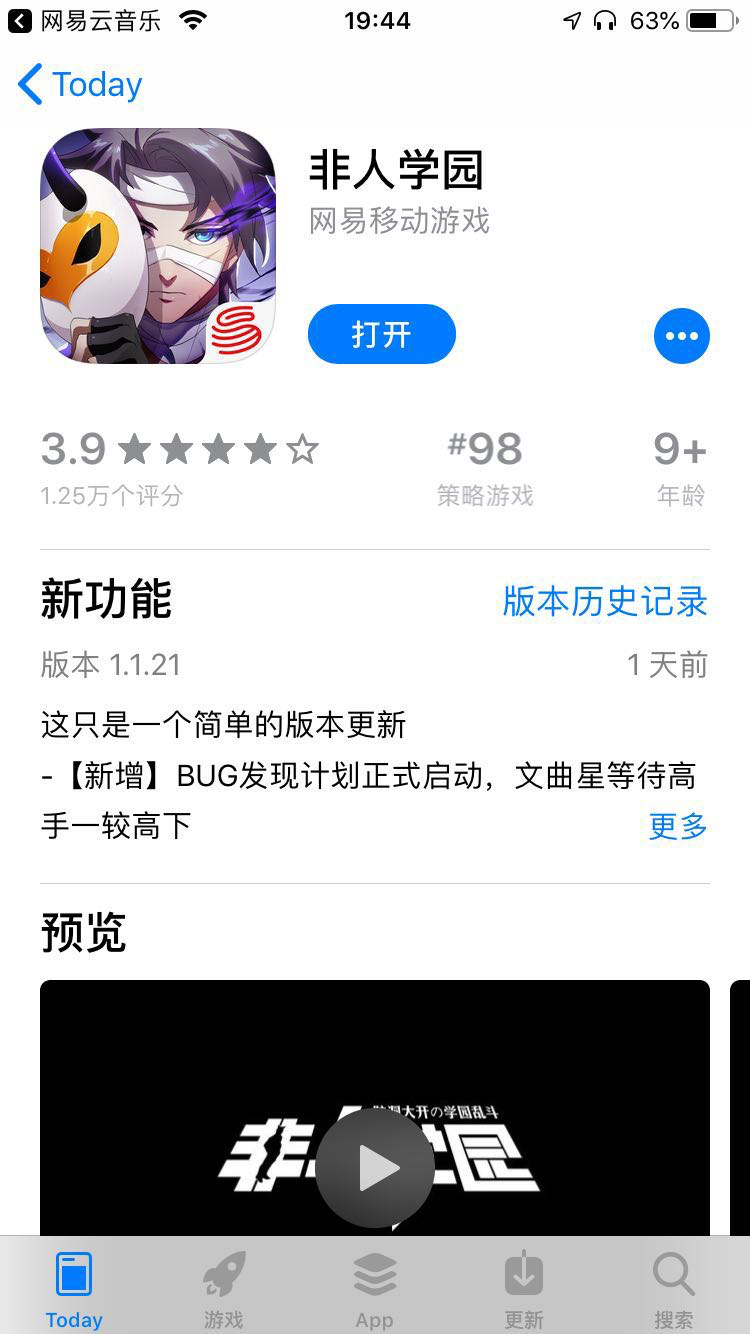 网易云音乐
19:44
63%
Today
非人学园
网易移动游戏
打开
3.9
#98
9+
1.25万个评分
策略游戏
年龄
新功能
版本历史记录
版本 1.1.21
1 天前
这只是一个简单的版本更新
-【新增】BUG发现计划正式启动，文曲星等待高
手一较高下
更多
预览
大开の学园乱斗
非人学园
Today
游戏
App
更新
搜索